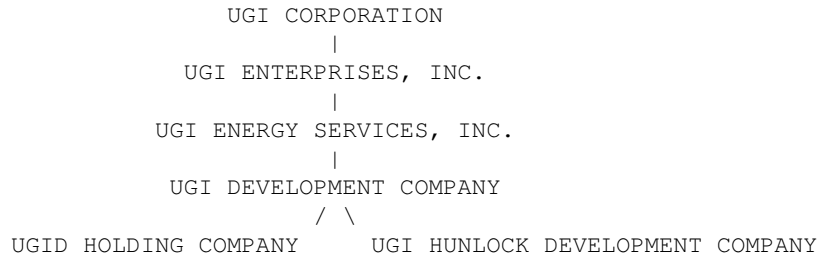 UGI CORPORATION
|
UGI ENTERPRISES, INC.
|
UGI ENERGY SERVICES, INC.
|
UGI DEVELOPMENT COMPANY
/ \
UGID HOLDING COMPANY UGI HUNLOCK DEVELOPMENT COMPANY